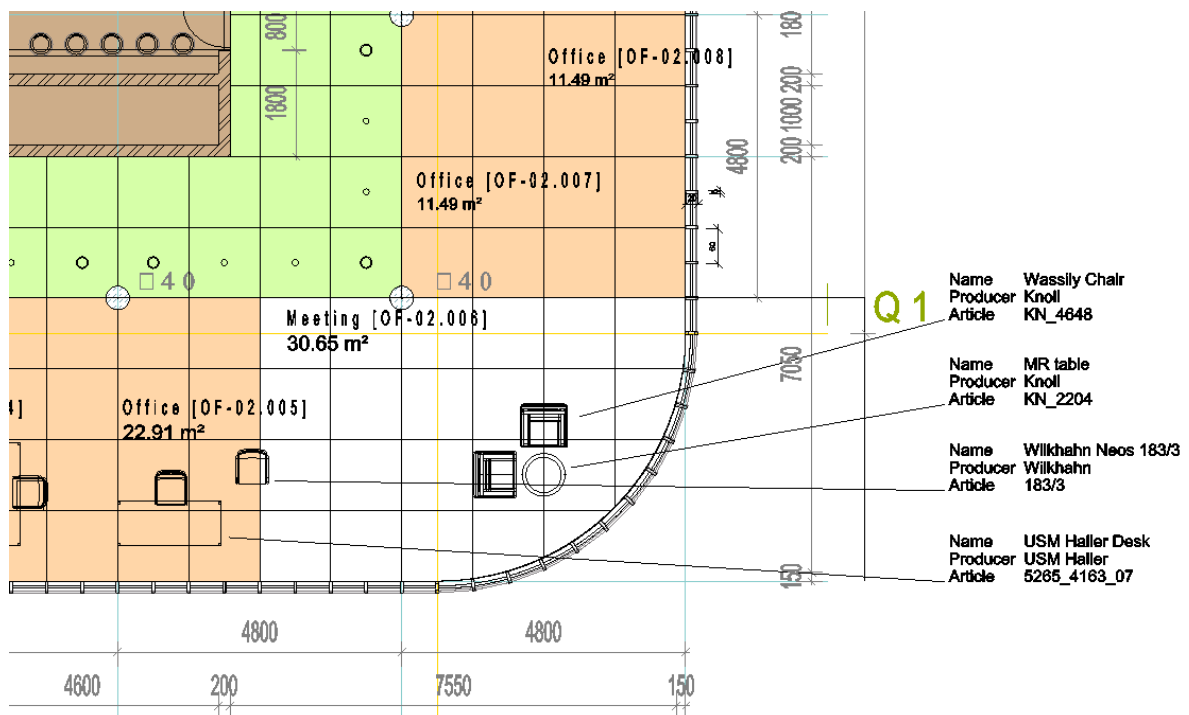 800
180
Office [OF-02.008]
11.49 m²
200
1800
1000
4800
200
Office [OF-02.007]
11.49 m²
20
60
□40
□40
Name Wassily Chair
Producer Knoll
Article KN_4648
Q 1
Meeting [OF-02.006]
30.65 m²
7050
Name MR table
Producer Knoll
Article KN_2204
4]
Office [OF-02.005]
22.91 m²
Name Wilkhahn Neos 183/3
Producer Wilkhahn
Article 183/3
Name USM Haller Desk
Producer USM Haller
Article 5265_4163_07
150
4800
4800
4600
200
7550
150